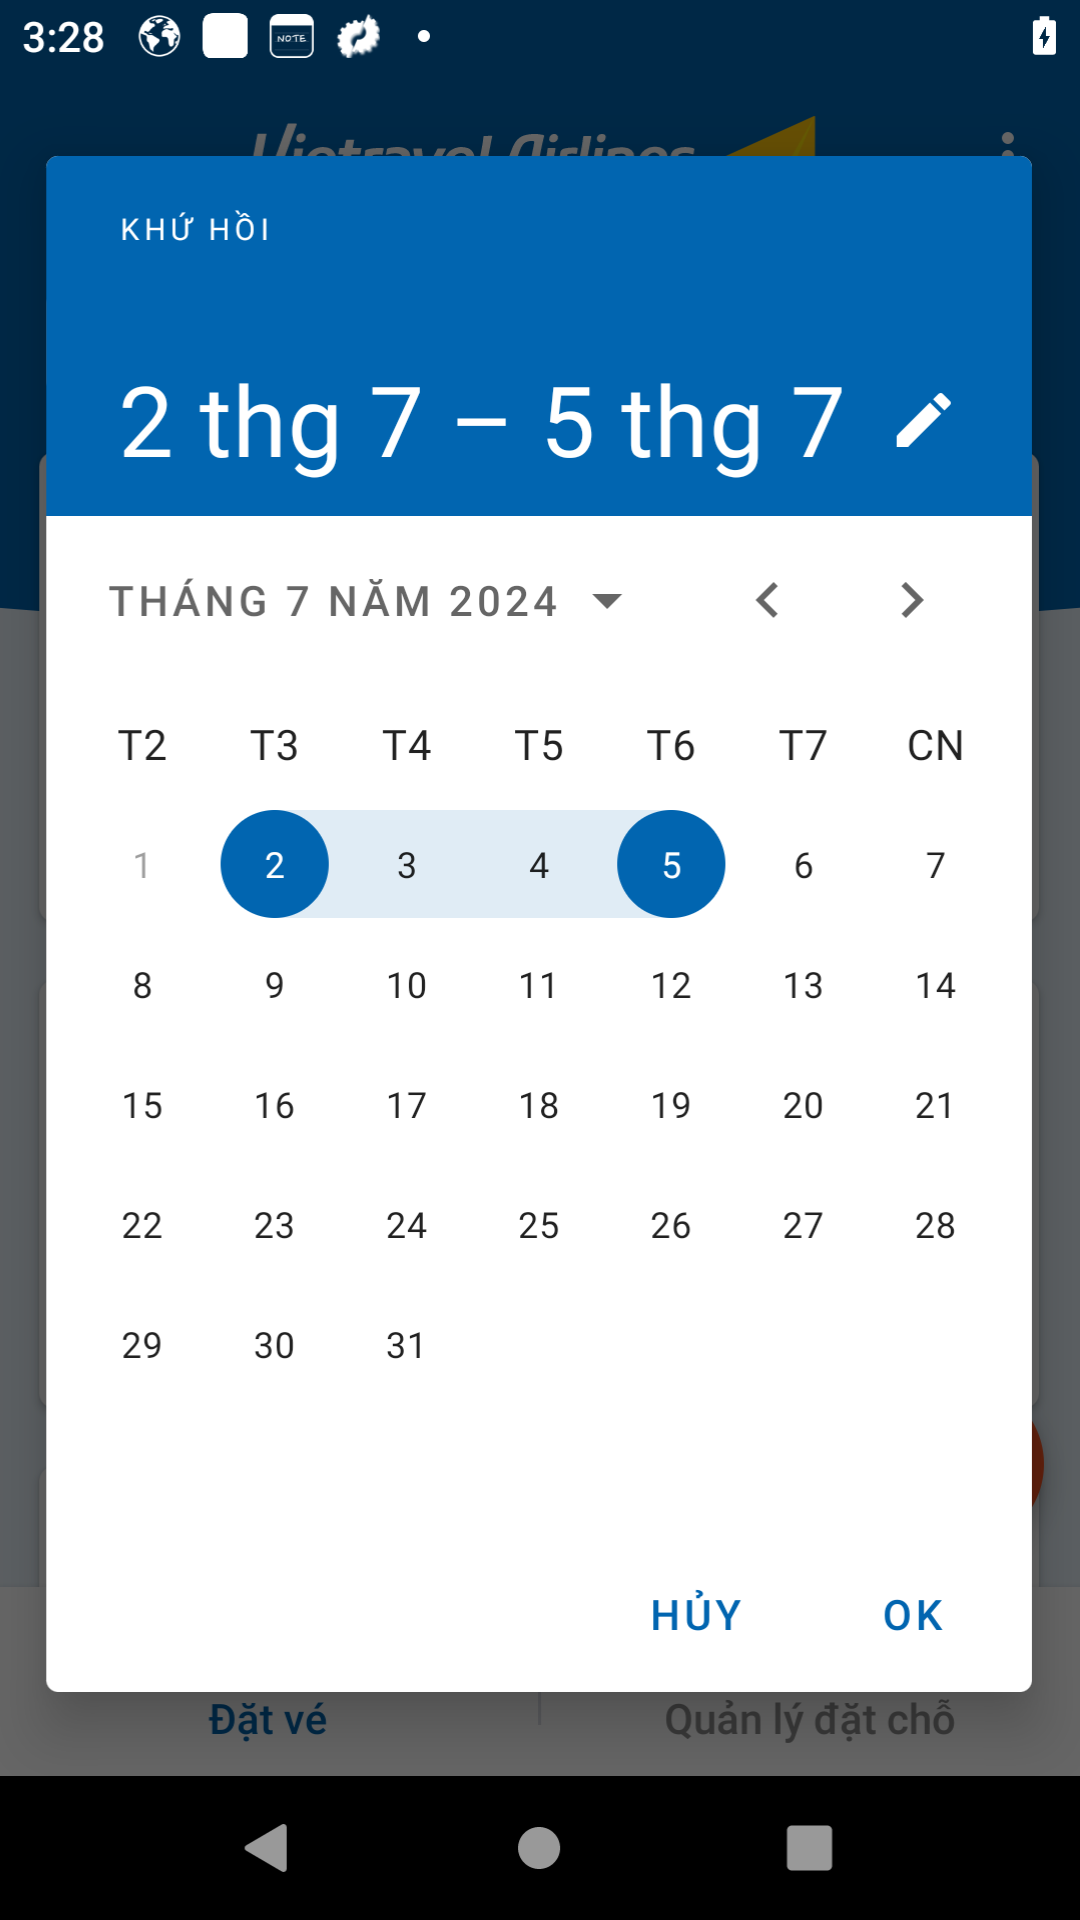 3:28
NOTE
Vietravel Airlines
KHỨ HỒI
2 thg 7 – 5 thg 7
THÁNG 7 NĂM 2024
T2 T3 T4 T5 T6 T7 CN
1 2 3 4 5 6 7
8 9 10 11 12 13 14
15 16 17 18 19 20 21
22 23 24 25 26 27 28
29 30 31
HỦY OK
Đặt vé Quản lý đặt chỗ